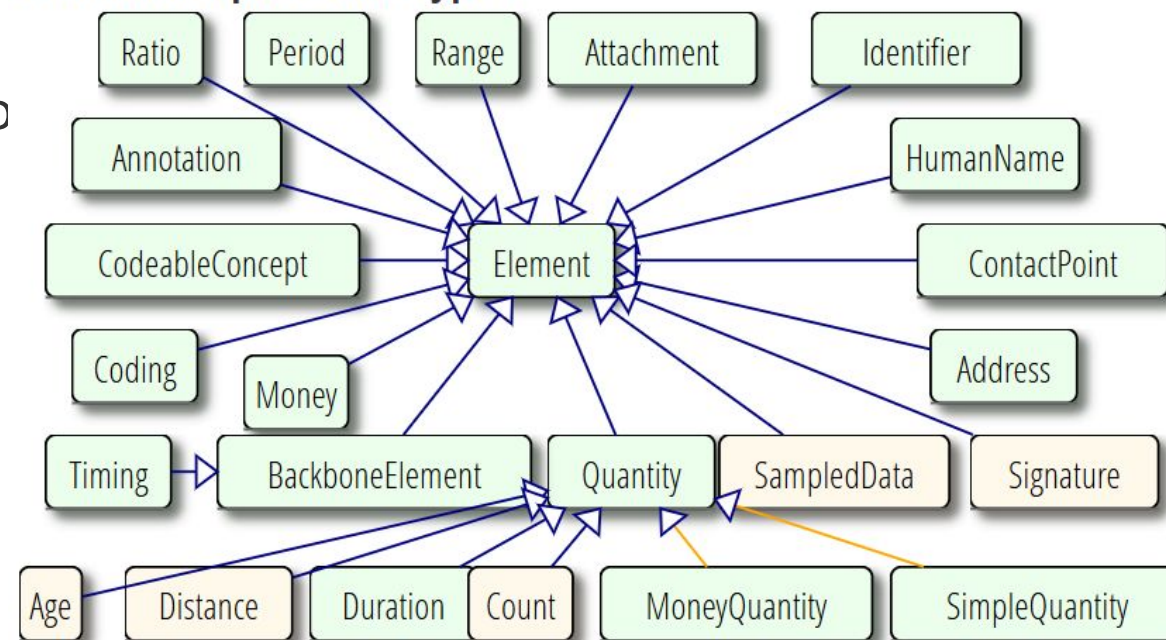 Ratio
Period
Range
Attachment
Identifier
Annotation
HumanName
CodeableConcept
Element
ContactPoint
Coding
Money
Address
Timing
BackboneElement
Quantity
SampledData
Signature
Age
Distance
Duration
Count
MoneyQuantity
SimpleQuantity